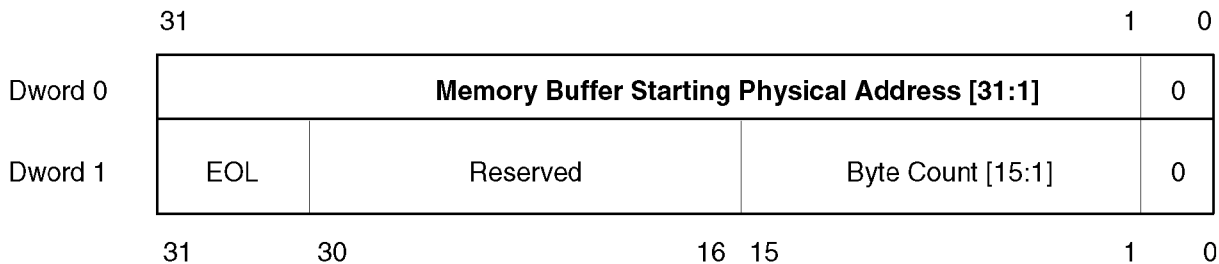 31 1 0
Dword 0 Memory Buffer Starting Physical Address [31:1] 0
Dword 1 EOL Reserved Byte Count [15:1] 0
31 30 16 15 1 0